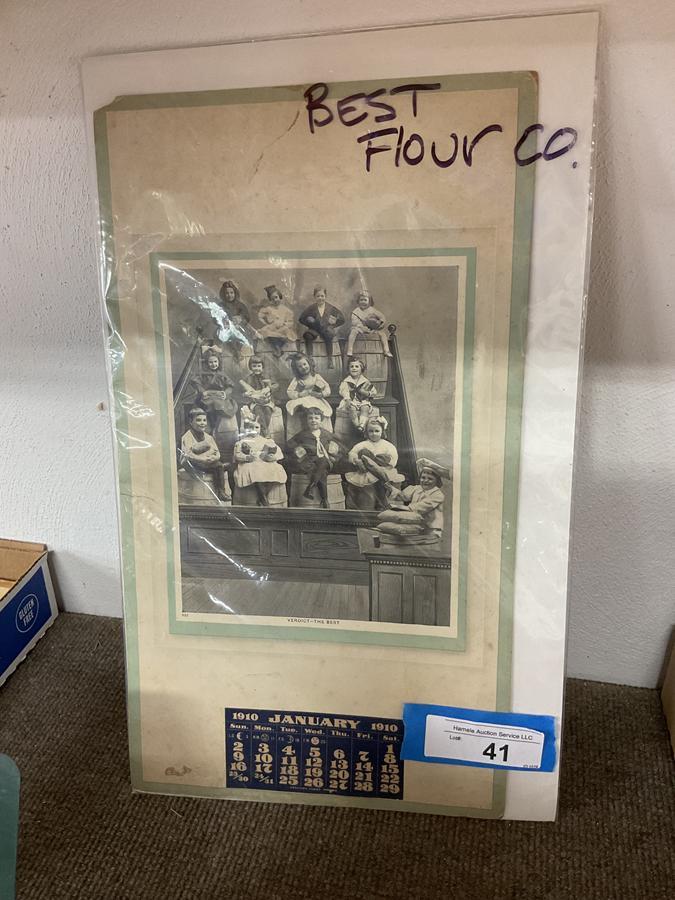 BEST
FLOUR CO.
VERDICT—THE BEST
1910 JANUARY 1910
Sun. Mon. Tue. Wed. Thu. Fri. Sat.
1
2 3 4 5 6 7 8
9 10 11 12 13 14 15
16 17 18 19 20 21 22
23/30 24/31 25 26 27 28 29
Hamele Auction Service LLC
Lot#
41
GLUTEN
FREE